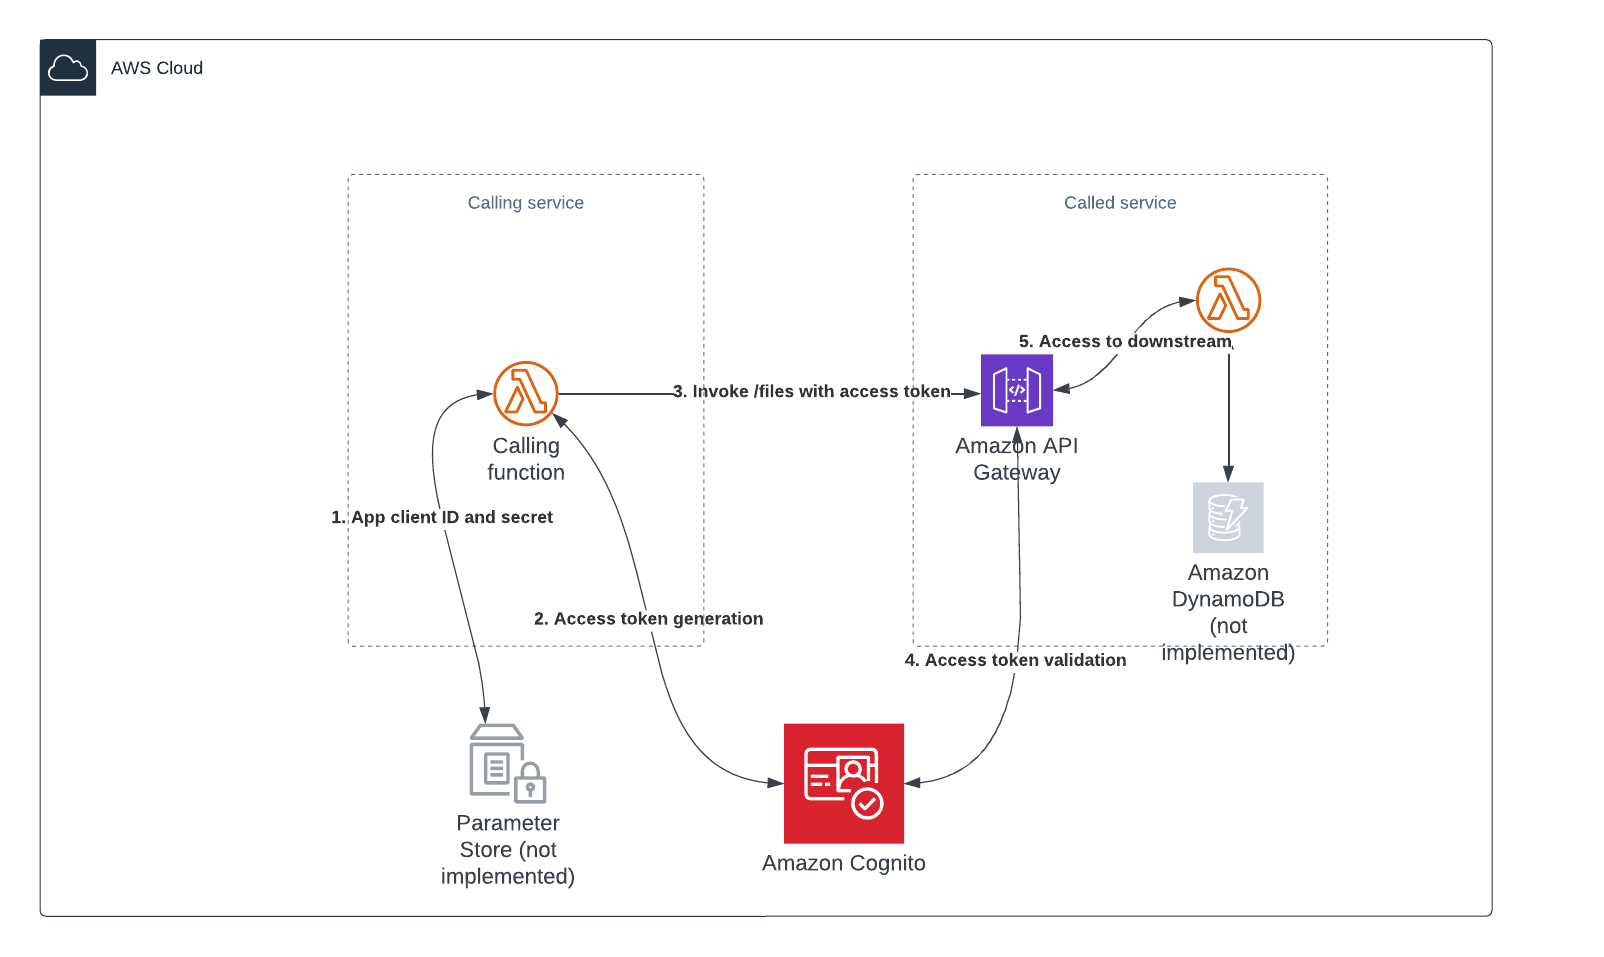 AWS Cloud
Calling service
Called service
5. Access to downstream
3. Invoke /files with access token
Calling
function
Amazon API
Gateway
1. App client ID and secret
Amazon
DynamoDB
(not
implemented)
2. Access token generation
4. Access token validation
Parameter
Store (not
implemented)
Amazon Cognito